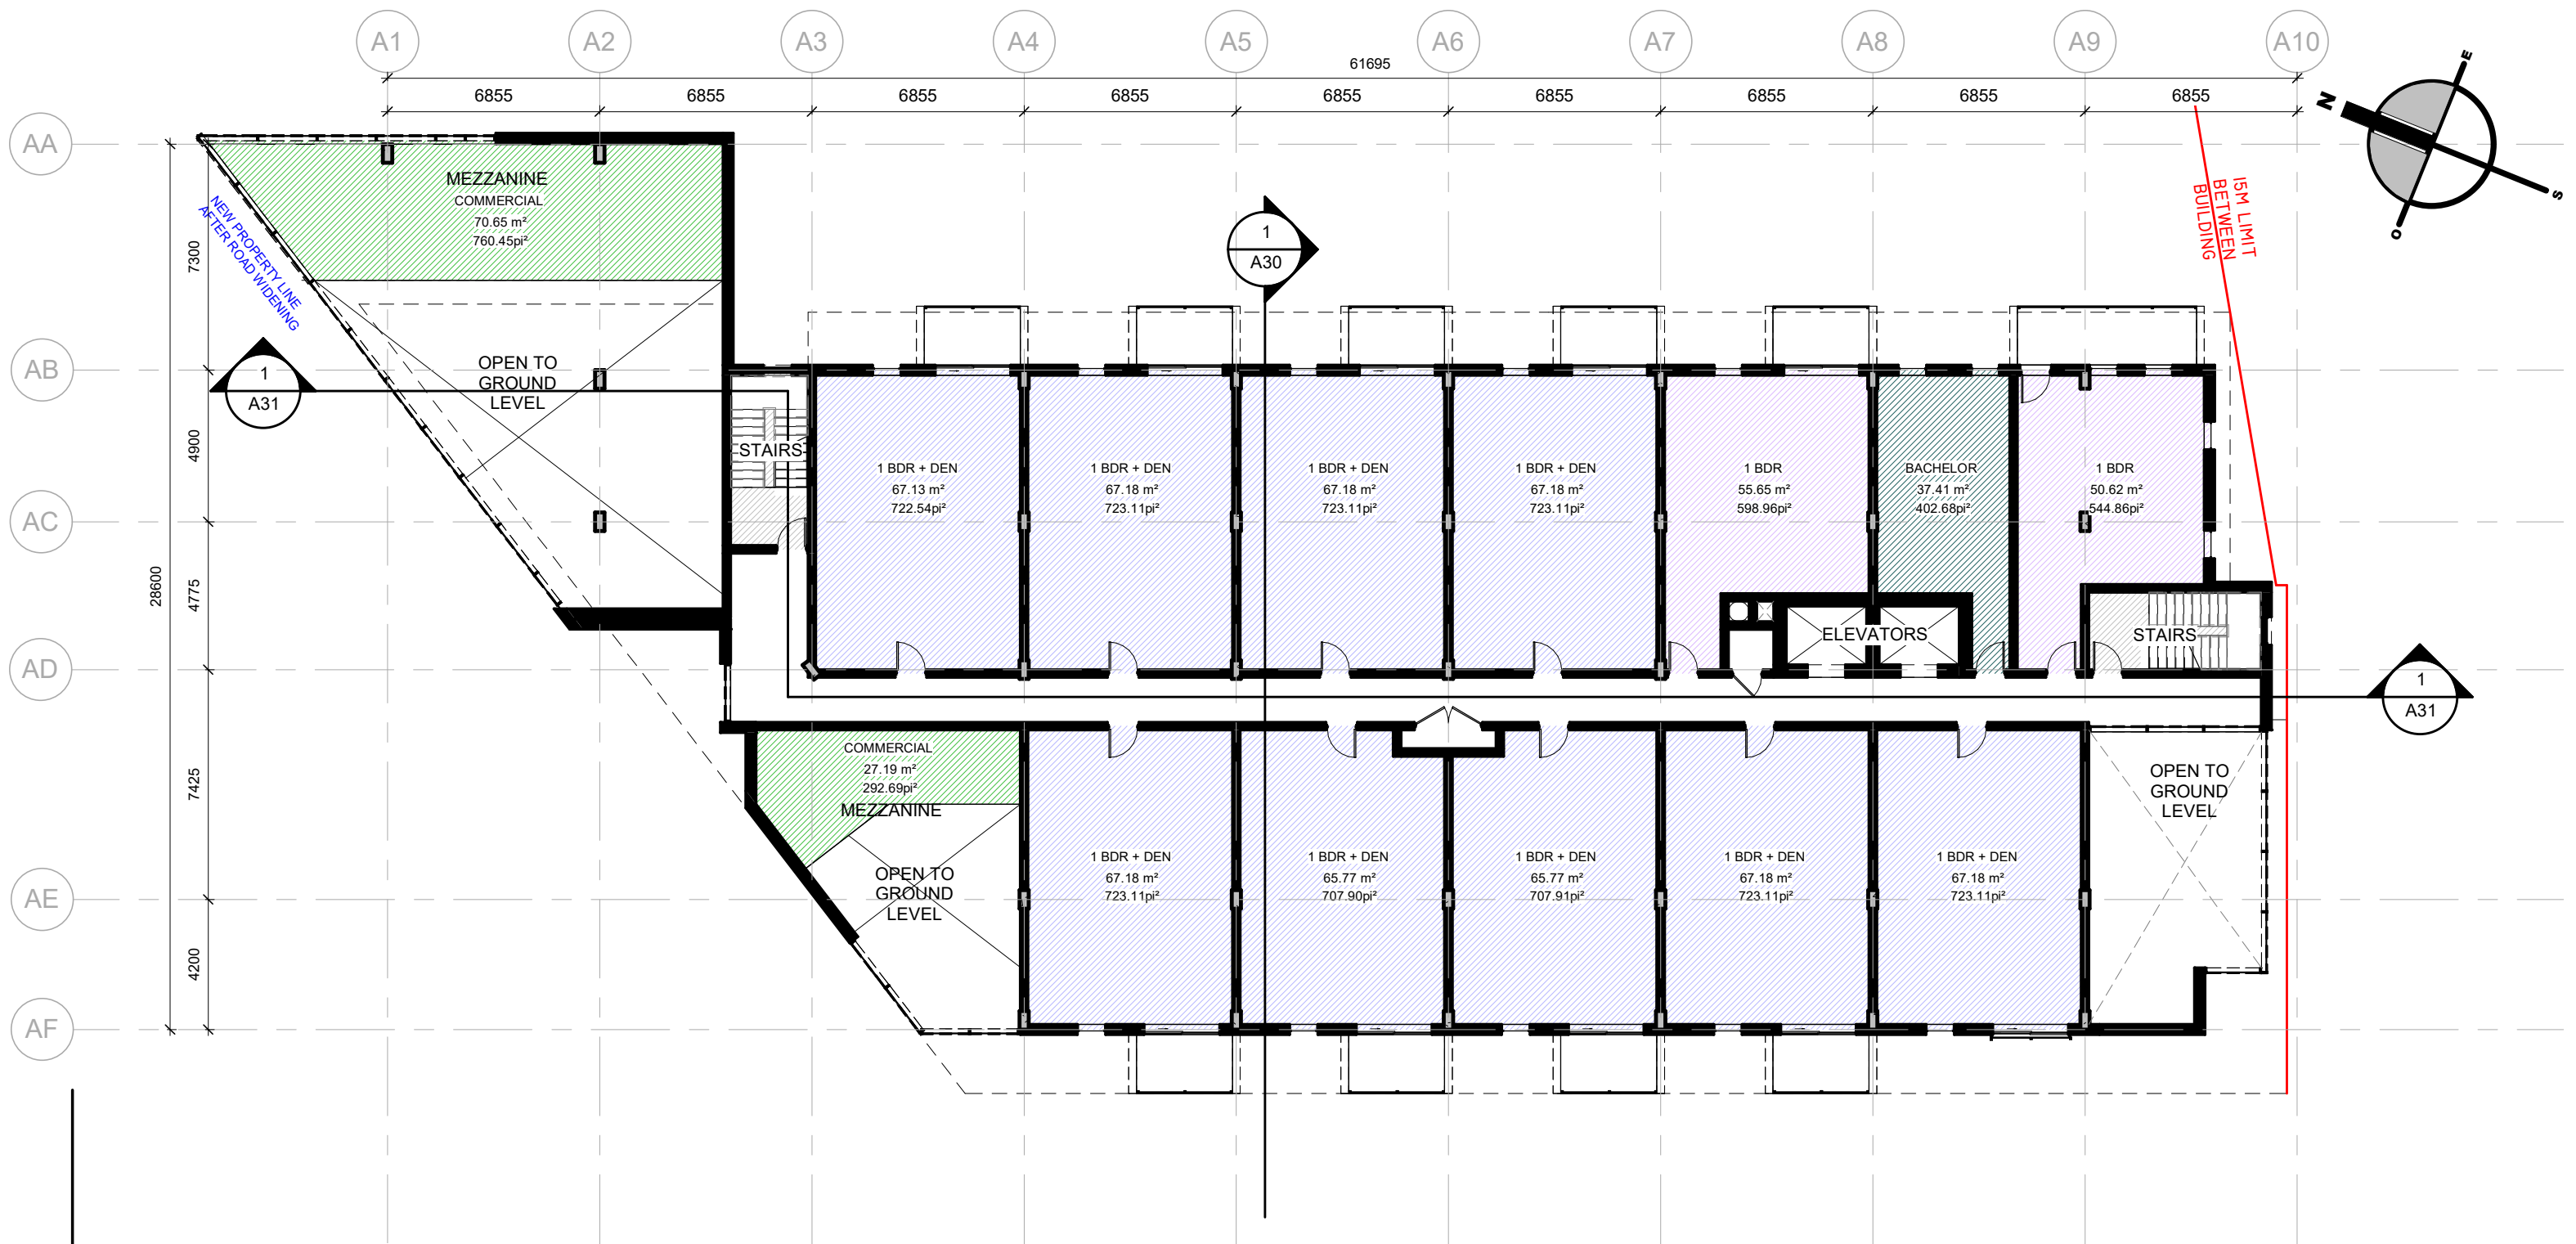 A1
A2
A3
A4
A5
A6
A7
A8
A9
A10
61695
6855
6855
6855
6855
6855
6855
6855
6855
6855
N
E
S
O
AA
AB
AC
AD
AE
AF
28600
7300
4900
4775
7425
4200
NEW PROPERTY LINE
AFTER ROAD WIDENING
15M LIMIT
BETWEEN
BUILDING
MEZZANINE
COMMERCIAL
70.65 m²
760.45pi²
OPEN TO
GROUND
LEVEL
1
A30
1
A31
1
A31
STAIRS
1 BDR + DEN
67.13 m²
722.54pi²
1 BDR + DEN
67.18 m²
723.11pi²
1 BDR + DEN
67.18 m²
723.11pi²
1 BDR + DEN
67.18 m²
723.11pi²
1 BDR
55.65 m²
598.96pi²
BACHELOR
37.41 m²
402.68pi²
1 BDR
50.62 m²
544.86pi²
ELEVATORS
STAIRS
COMMERCIAL
27.19 m²
292.69pi²
MEZZANINE
OPEN TO
GROUND
LEVEL
1 BDR + DEN
67.18 m²
723.11pi²
1 BDR + DEN
65.77 m²
707.90pi²
1 BDR + DEN
65.77 m²
707.91pi²
1 BDR + DEN
67.18 m²
723.11pi²
1 BDR + DEN
67.18 m²
723.11pi²
OPEN TO
GROUND
LEVEL